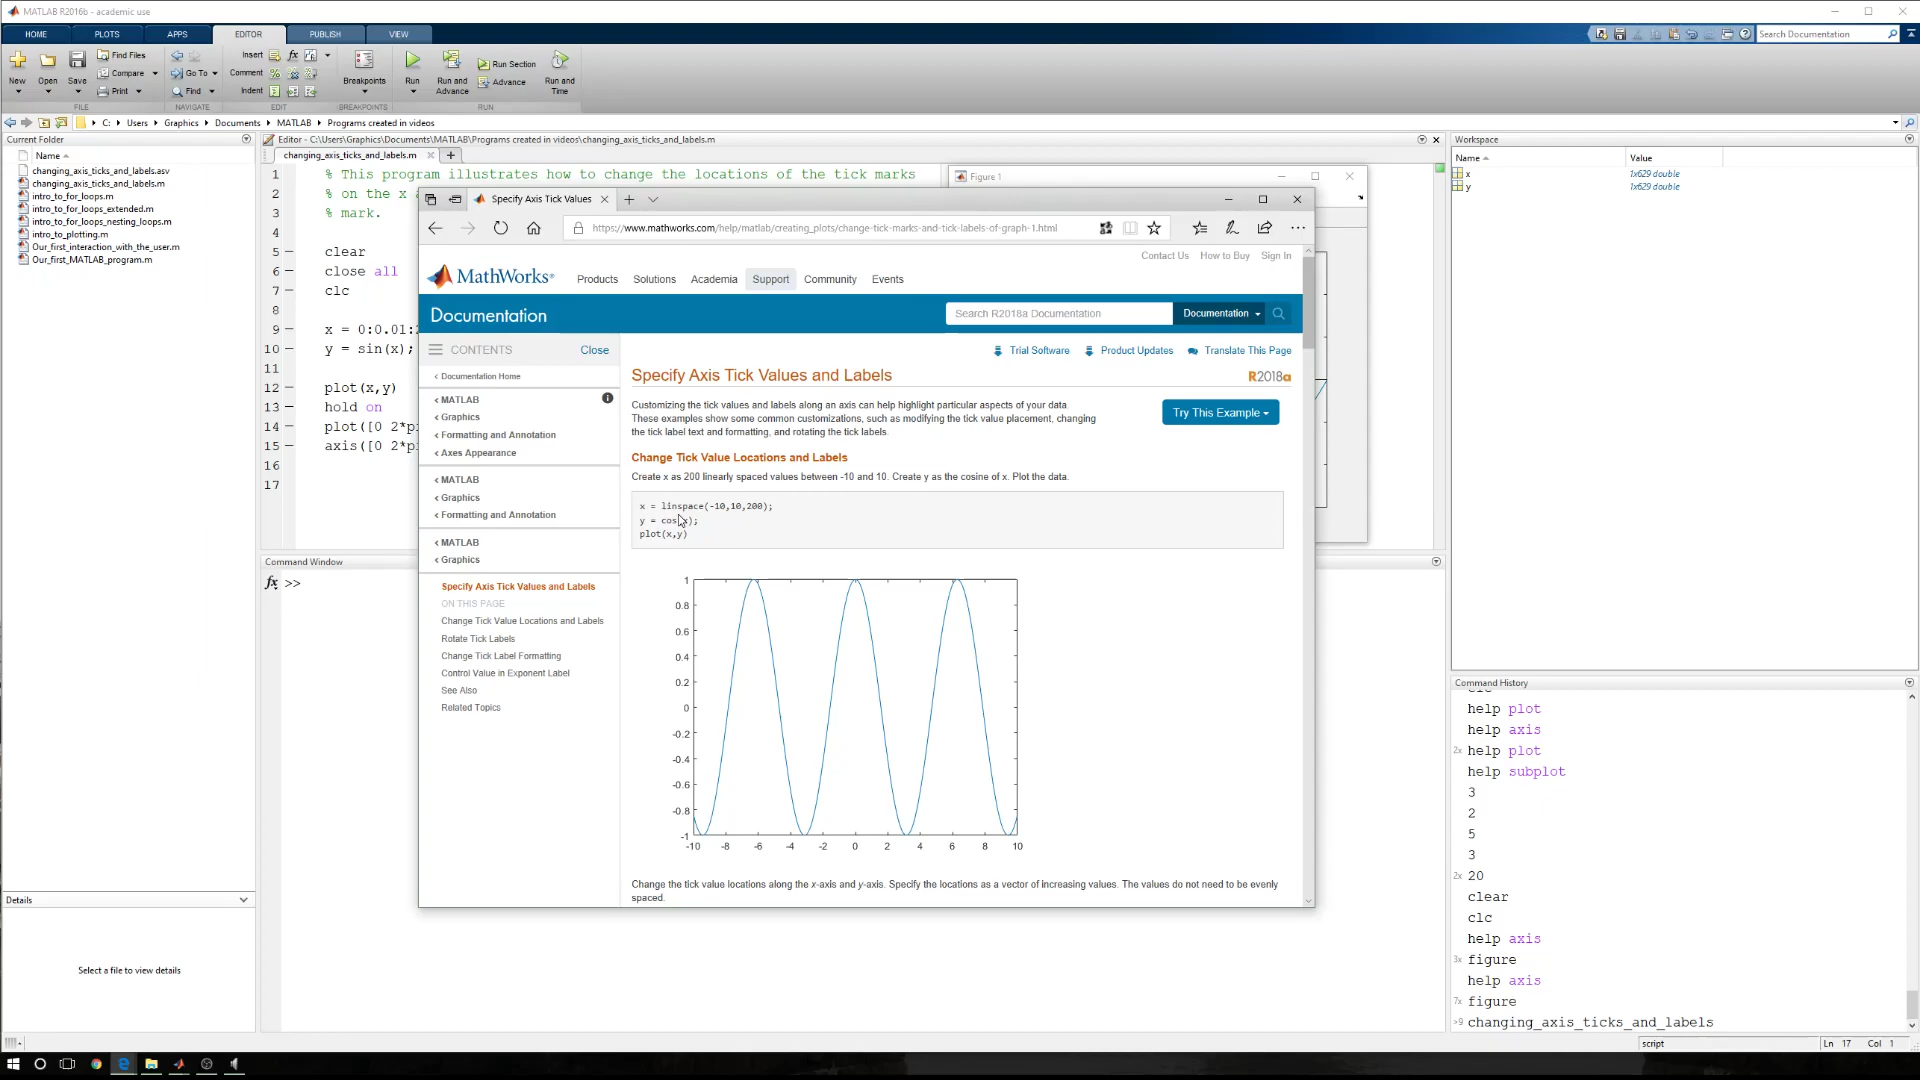 MATLAB R2016b - academic use
HOME
PLOTS
APPS
EDITOR
PUBLISH
VIEW
Search Documentation
New
Open
Save
Find Files
Compare
Print
Go To
Find
Insert
fx
Comment
%
Indent
Breakpoints
Run
Run and Advance
Run Section
Advance
Run and Time
FILE
NAVIGATE
EDIT
BREAKPOINTS
RUN
C: Users Graphics Documents MATLAB Programs created in videos
Current Folder
Name
changing_axis_ticks_and_labels.asv
changing_axis_ticks_and_labels.m
intro_to_for_loops.m
intro_to_for_loops_extended.m
intro_to_for_loops_nesting_loops.m
intro_to_plotting.m
Our_first_interaction_with_the_user.m
Our_first_MATLAB_program.m
Details
Select a file to view details
Editor - C:\Users\Graphics\Documents\MATLAB\Programs created in videos\changing_axis_ticks_and_labels.m
changing_axis_ticks_and_labels.m
1 % This program illustrates how to change the locations of the tick marks
2 % on the x
3 % mark.
4
5 clear
6 close all
7 clc
8
9 x = 0:0.01:
10 y = sin(x);
11
12 plot(x,y)
13 hold on
14 plot([0 2*p
15 axis([0 2*p
16
17
Command Window
fx >>
Figure 1
Specify Axis Tick Values
https://www.mathworks.com/help/matlab/creating_plots/change-tick-marks-and-tick-labels-of-graph-1.html
Contact Us How to Buy Sign In
MathWorks®
Products Solutions Academia Support Community Events
Documentation
Search R2018a Documentation
Documentation
CONTENTS
Close
Trial Software
Product Updates
Translate This Page
‹ Documentation Home
‹ MATLAB
‹ Graphics
‹ Formatting and Annotation
‹ Axes Appearance
‹ MATLAB
‹ Graphics
‹ Formatting and Annotation
‹ MATLAB
‹ Graphics
Specify Axis Tick Values and Labels
ON THIS PAGE
Change Tick Value Locations and Labels
Rotate Tick Labels
Change Tick Label Formatting
Control Value in Exponent Label
See Also
Related Topics
Specify Axis Tick Values and Labels
R2018a
Customizing the tick values and labels along an axis can help highlight particular aspects of your data.
These examples show some common customizations, such as modifying the tick value placement, changing
the tick label text and formatting, and rotating the tick labels.
Try This Example
Change Tick Value Locations and Labels
Create x as 200 linearly spaced values between -10 and 10. Create y as the cosine of x. Plot the data.
x = linspace(-10,10,200);
y = cos(x);
plot(x,y)
1
0.8
0.6
0.4
0.2
0
-0.2
-0.4
-0.6
-0.8
-1
-10 -8 -6 -4 -2 0 2 4 6 8 10
Change the tick value locations along the x-axis and y-axis. Specify the locations as a vector of increasing values. The values do not need to be evenly
spaced.
Workspace
Name Value
x 1x629 double
y 1x629 double
Command History
clc
help plot
help axis
2x help plot
help subplot
3
2
5
3
2x 20
clear
clc
help axis
3x figure
help axis
7x figure
>9 changing_axis_ticks_and_labels
script
Ln 17 Col 1